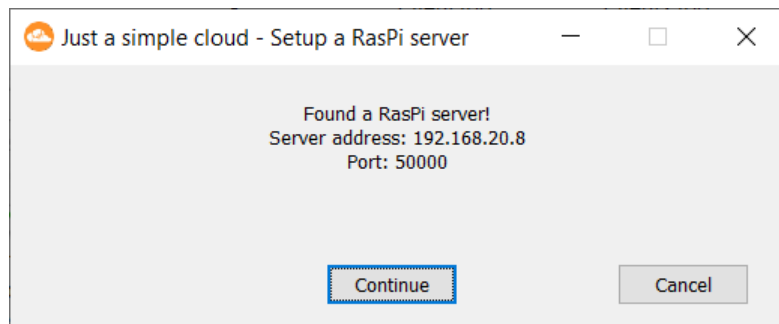 Just a simple cloud - Setup a RasPi server
Found a RasPi server!
Server address: 192.168.20.8
Port: 50000
Continue
Cancel